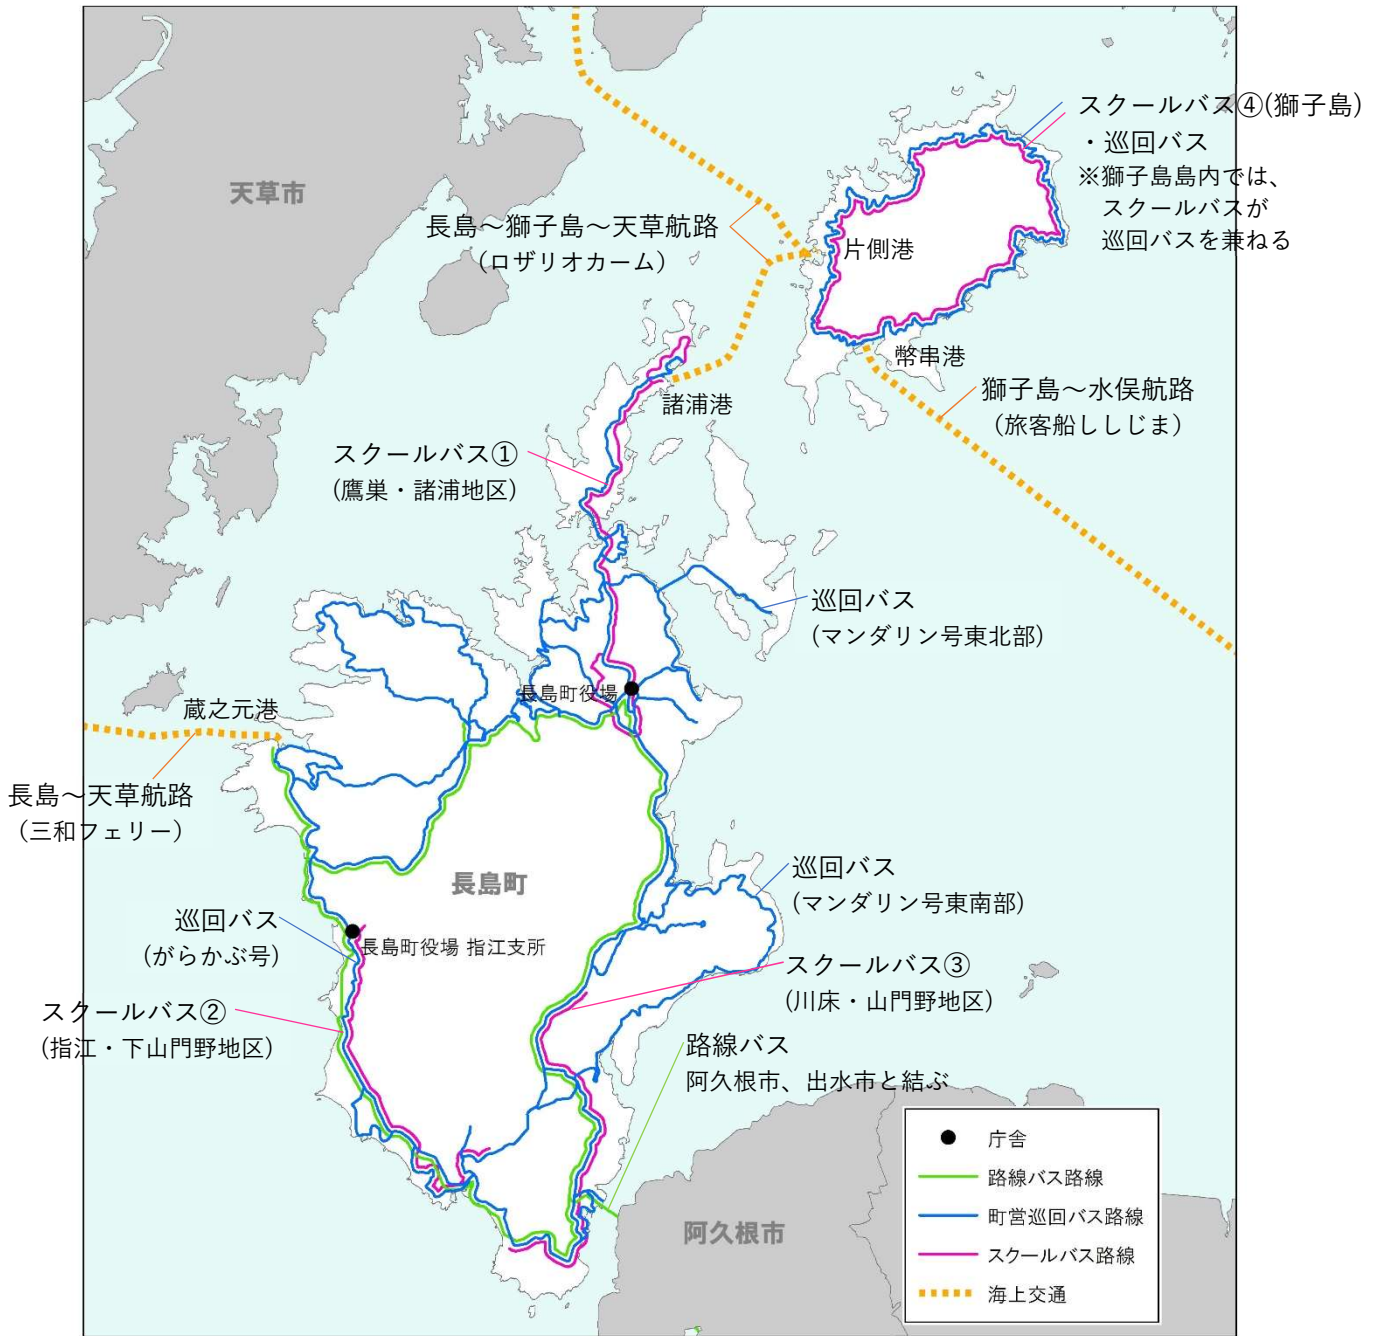 スクールバス④(獅子島)
・巡回バス
※獅子島島内では、
スクールバスが
巡回バスを兼ねる
天草市
長島～獅子島～天草航路
(ロザリオカーム)
片側港
幣串港
諸浦港
獅子島～水俣航路
(旅客船ししじま)
スクールバス①
(鷹巣・諸浦地区)
巡回バス
(マンダリン号東北部)
長島町役場
蔵之元港
長島～天草航路
(三和フェリー)
長島町
巡回バス
(マンダリン号東南部)
巡回バス
(がらかぶ号)
長島町役場 指江支所
スクールバス③
(川床・山門野地区)
スクールバス②
(指江・下山門野地区)
路線バス
阿久根市、出水市と結ぶ
阿久根市
庁舎
路線バス路線
町営巡回バス路線
スクールバス路線
海上交通